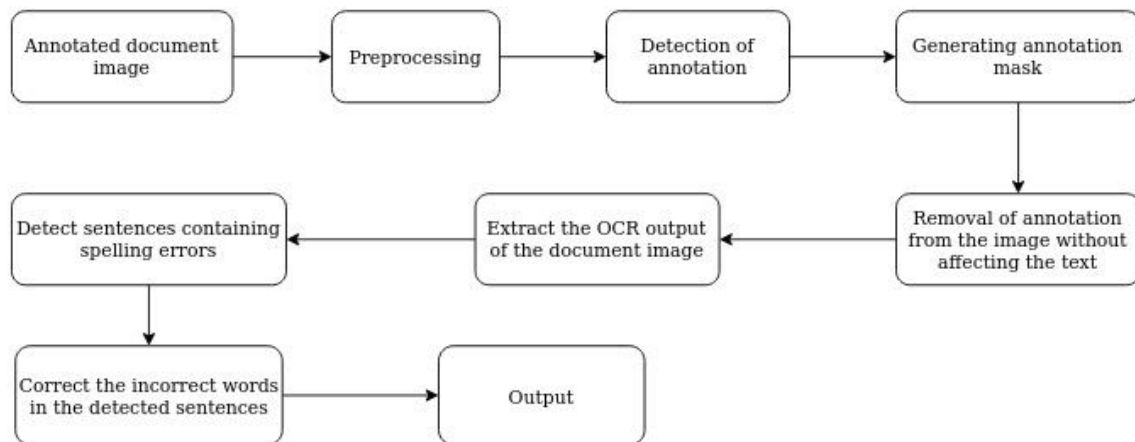 Annotated document
image
Preprocessing
Detection of
annotation
Generating annotation
mask
Removal of annotation
from the image without
affecting the text
Extract the OCR output
of the document image
Detect sentences containing
spelling errors
Correct the incorrect words
in the detected sentences
Output